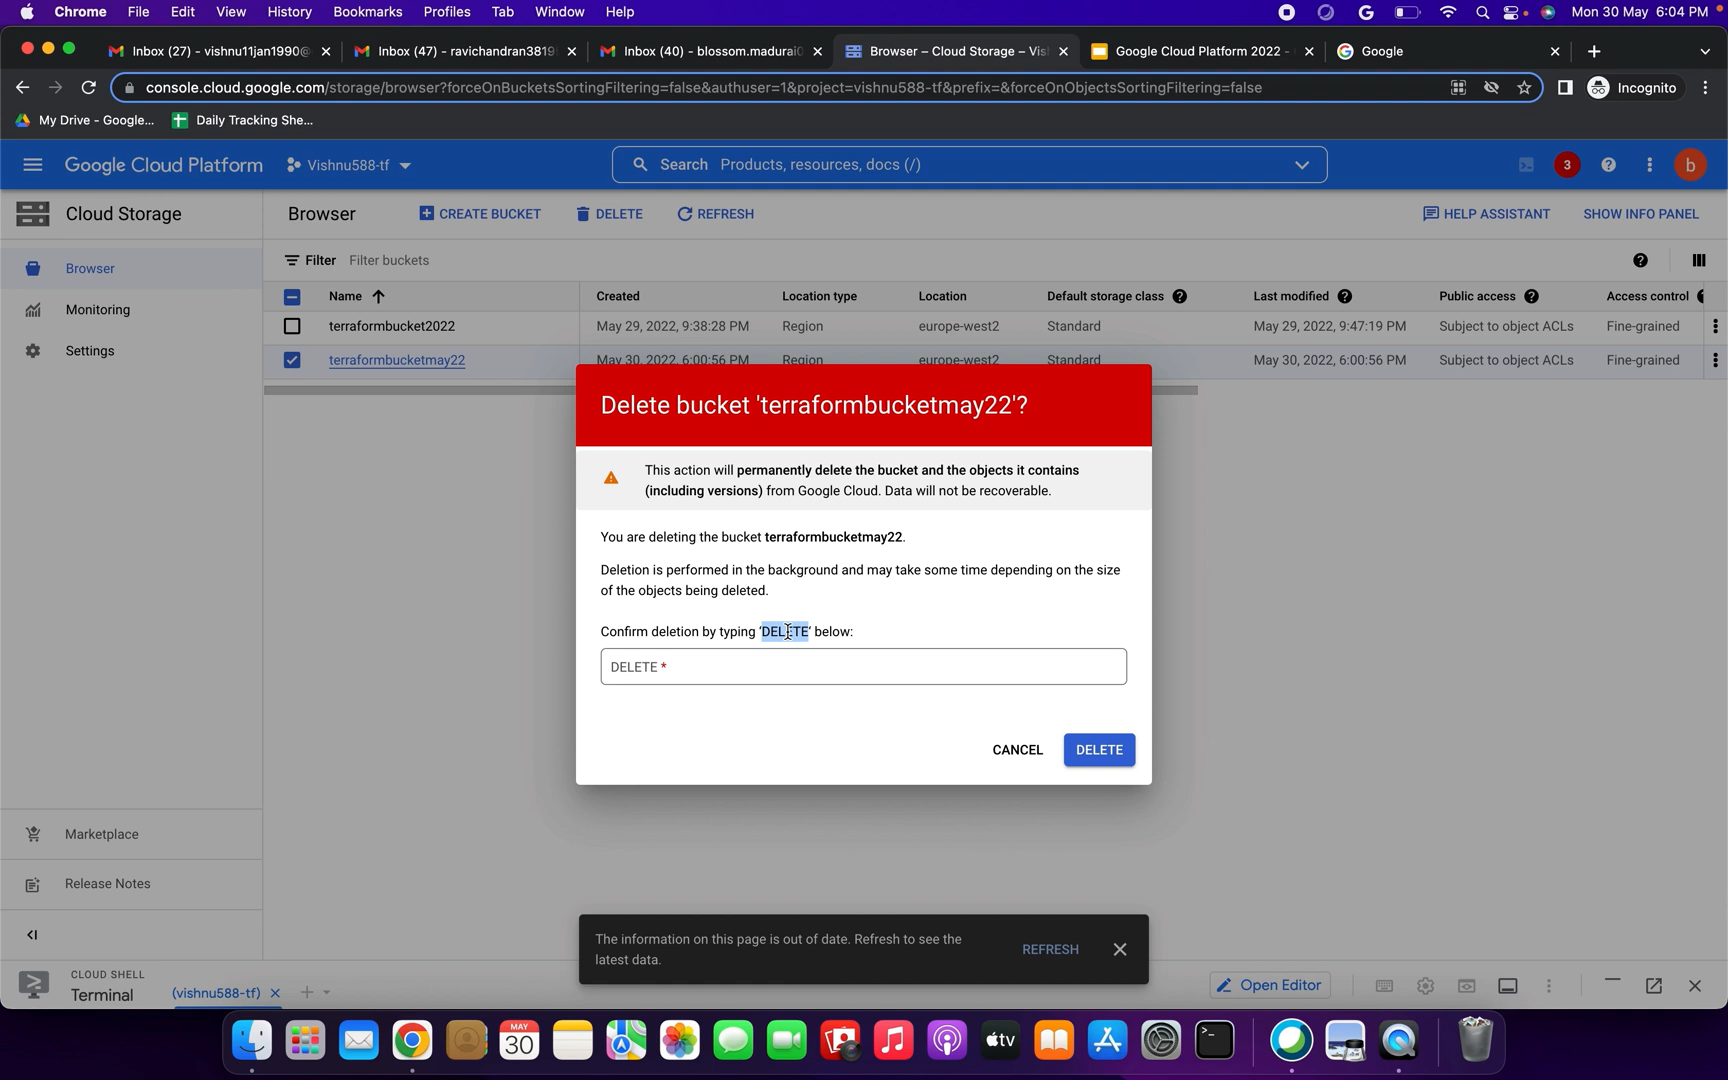 Chrome File Edit View History Bookmarks Profiles Tab Window Help Mon 30 May 6:04 PM
Inbox (27) - vishnu11jan1990@ Inbox (47) - ravichandran3819 Inbox (40) - blossom.madurai Browser – Cloud Storage – Vis Google Cloud Platform 2022 - Google
console.cloud.google.com/storage/browser?forceOnBucketsSortingFiltering=false&authuser=1&project=vishnu588-tf&prefix=&forceOnObjectsSortingFiltering=false Incognito
My Drive - Google... Daily Tracking She...
Google Cloud Platform Vishnu588-tf Search Products, resources, docs (/) 3 b
Cloud Storage Browser CREATE BUCKET DELETE REFRESH HELP ASSISTANT SHOW INFO PANEL
Browser Filter Filter buckets
Name Created Location type Location Default storage class Last modified Public access Access control
Monitoring
terraformbucket2022 May 29, 2022, 9:38:28 PM Region europe-west2 Standard May 29, 2022, 9:47:19 PM Subject to object ACLs Fine-grained
Settings
terraformbucketmay22 May 30, 2022, 6:00:56 PM Region europe-west2 Standard May 30, 2022, 6:00:56 PM Subject to object ACLs Fine-grained
Delete bucket 'terraformbucketmay22'?
This action will permanently delete the bucket and the objects it contains
(including versions) from Google Cloud. Data will not be recoverable.
You are deleting the bucket terraformbucketmay22.
Deletion is performed in the background and may take some time depending on the size
of the objects being deleted.
Confirm deletion by typing 'DELETE' below:
DELETE *
CANCEL DELETE
Marketplace
Release Notes
The information on this page is out of date. Refresh to see the
latest data.
REFRESH
CLOUD SHELL
Terminal (vishnu588-tf) Open Editor
MAY
30
tv